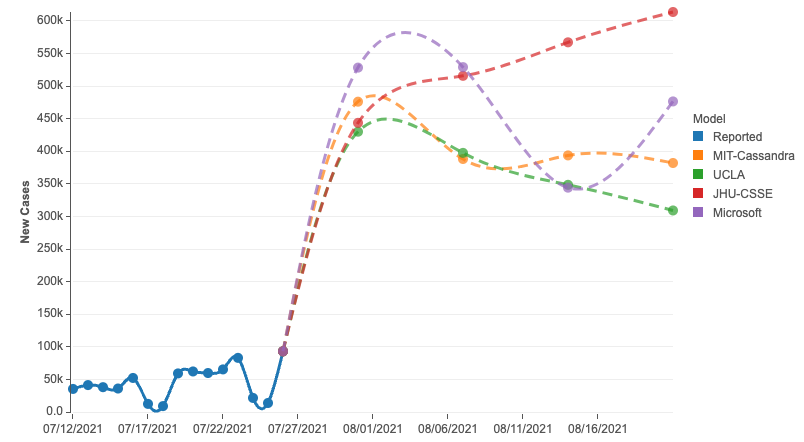 600k
550k
500k
450k
400k
350k
300k
250k
200k
150k
100k
50k
0.0
New Cases
07/12/2021 07/17/2021 07/22/2021 07/27/2021 08/01/2021 08/06/2021 08/11/2021 08/16/2021
Model
Reported
MIT-Cassandra
UCLA
JHU-CSSE
Microsoft